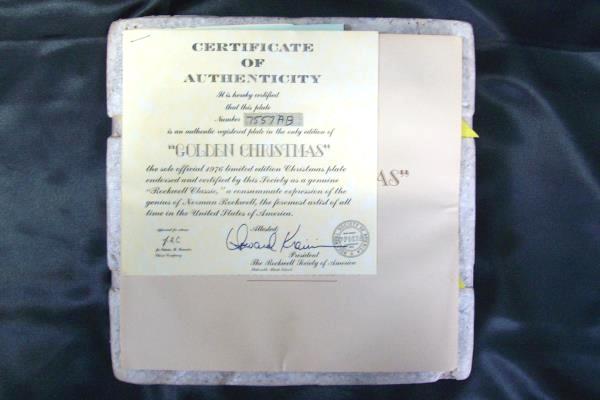 CERTIFICATE
OF
AUTHENTICITY
It is hereby certified
that this plate
Number 7557AB
is an authentic registered plate in the only edition of
"GOLDEN CHRISTMAS"
the sole official 1976 limited edition Christmas plate
endorsed and certified by this Society as a genuine
"Rockwell Classic," a consummate expression of the
genius of Norman Rockwell, the foremost artist of all
time in the United States of America.
Attested:
President
The Rockwell Society of America
China Company
AS"